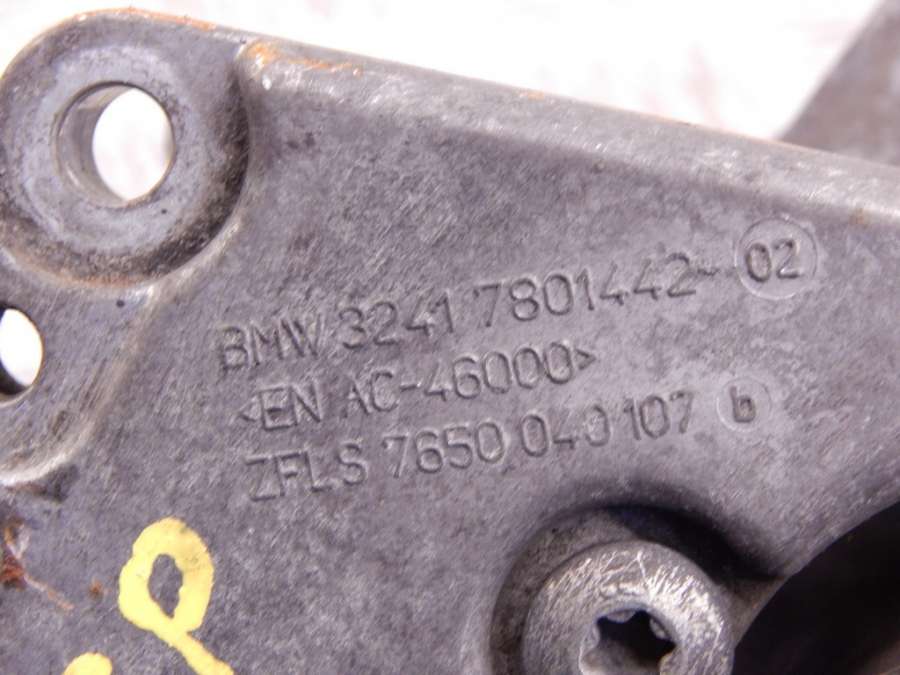 BMW 3241 7801442- 02
<EN AC-46000>
ZFLS 7650 040 107 b